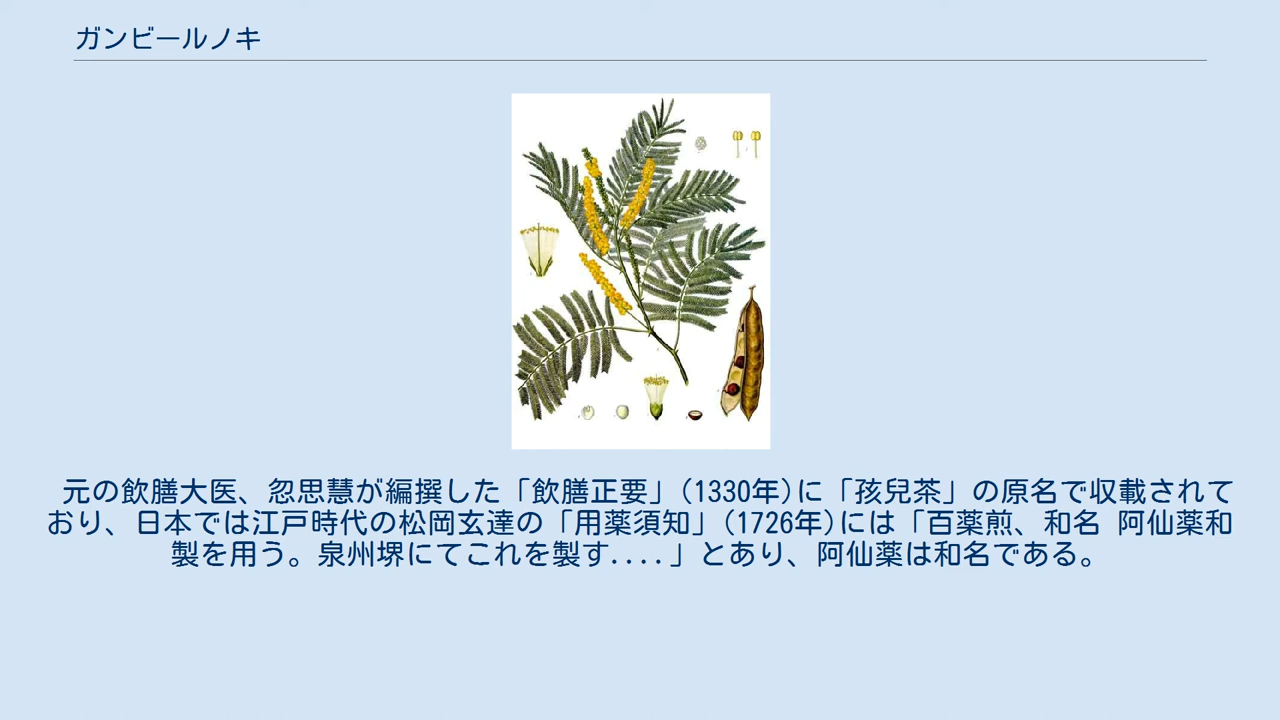 ガンビールノキ
元の飲膳大医、忽思慧が編撰した「飲膳正要」(1330年)に「孩兒茶」の原名で収載されて
おり、日本では江戸時代の松岡玄達の「用薬須知」(1726年)には「百薬煎、和名 阿仙薬和
製を用う。泉州堺にてこれを製す....」とあり、阿仙薬は和名である。